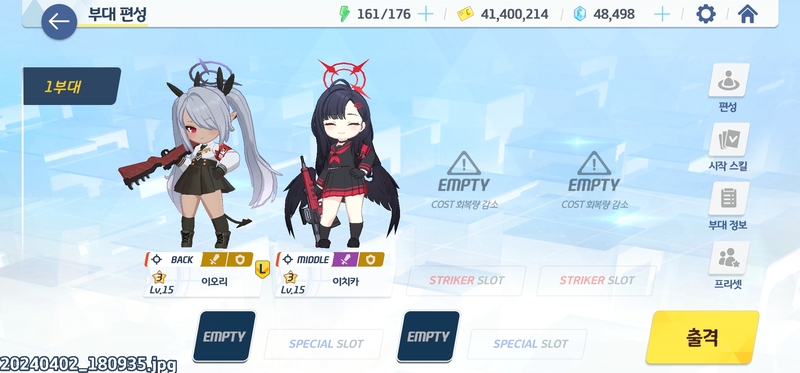 부대 편성
161/176
41,400,214
48,498
1부대
편성
시작 스킬
부대 정보
프리셋
EMPTY
COST 회복량 감소
EMPTY
COST 회복량 감소
BACK
3
Lv.15
이오리
L
MIDDLE
3
Lv.15
이치카
STRIKER SLOT
STRIKER SLOT
EMPTY
SPECIAL SLOT
EMPTY
SPECIAL SLOT
출격
20240402_180935.jpg